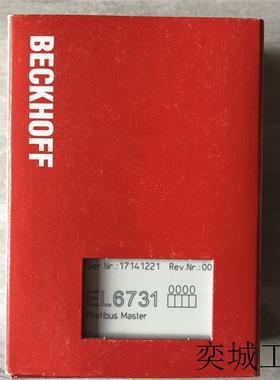 BECKHOFF
Ser.Nr.:17141221 Rev.Nr.:00
EL6731 0000
Profibus Master
奕城工